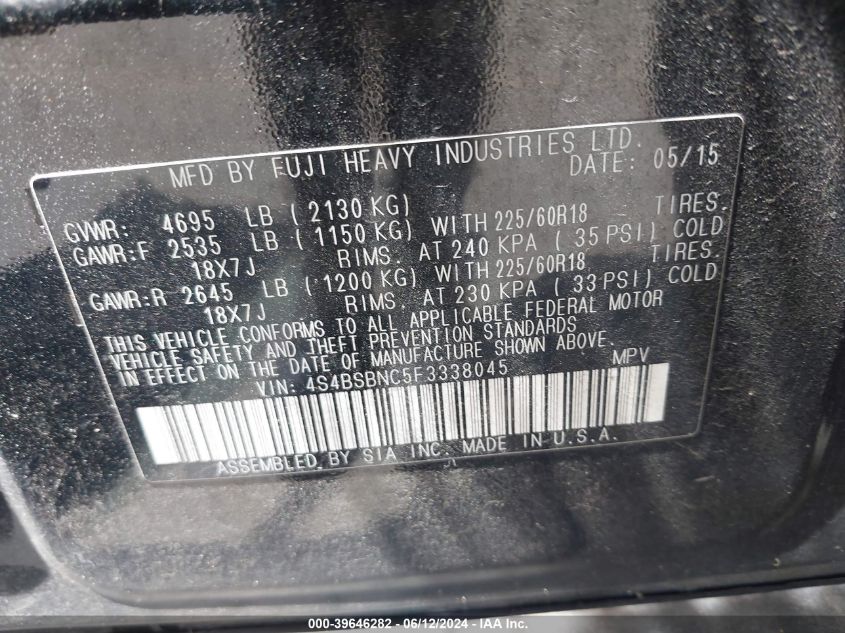 MFD BY FUJI HEAVY INDUSTRIES LTD.
DATE: 05/15
GVWR: 4695 LB (2130 KG)
GAWR:F 2535 LB (1150 KG) WITH 225/60R18 TIRES.
18X7J RIMS. AT 240 KPA (35 PSI) COLD
GAWR:R 2645 LB (1200 KG) WITH 225/60R18 TIRES.
18X7J RIMS. AT 230 KPA (33 PSI) COLD
THIS VEHICLE CONFORMS TO ALL APPLICABLE FEDERAL MOTOR
VEHICLE SAFETY AND THEFT PREVENTION STANDARDS
IN EFFECT ON THE DATE OF MANUFACTURE SHOWN ABOVE.
VIN: 4S4BSBNC5F3338045 MPV
ASSEMBLED BY SIA INC. MADE IN U.S.A.
000-39646282 - 06/12/2024 - IAA Inc.